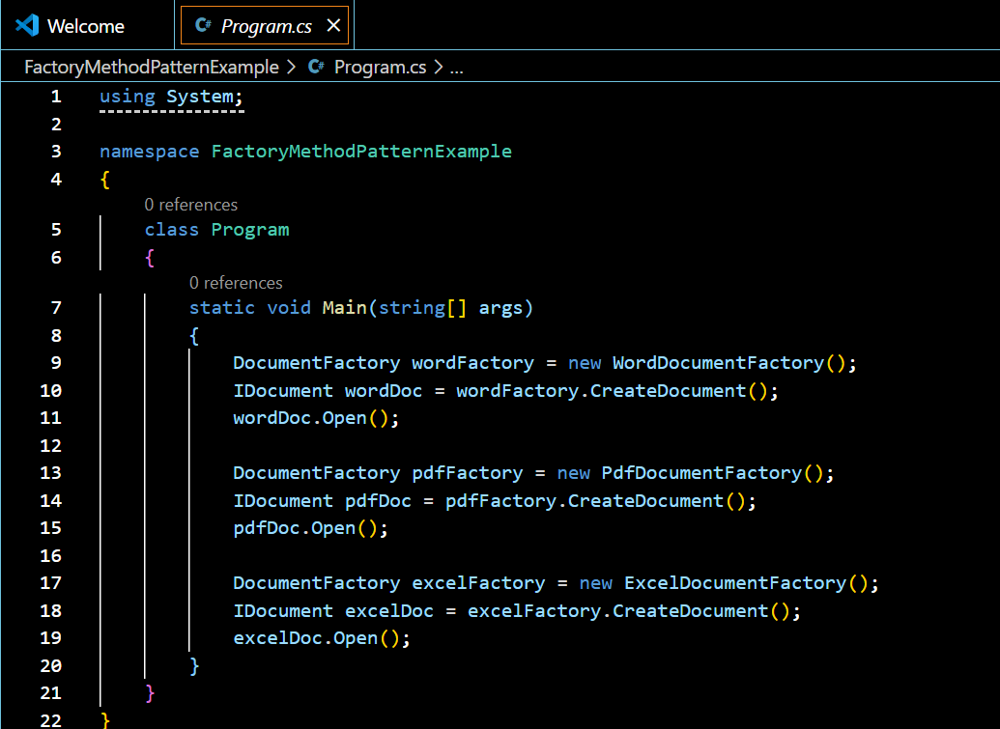 Welcome
C# Program.cs ×
FactoryMethodPatternExample > C# Program.cs > ...
1 using System;
2
3 namespace FactoryMethodPatternExample
4 {
0 references
5 class Program
6 {
0 references
7 static void Main(string[] args)
8 {
9 DocumentFactory wordFactory = new WordDocumentFactory();
10 IDocument wordDoc = wordFactory.CreateDocument();
11 wordDoc.Open();
12
13 DocumentFactory pdfFactory = new PdfDocumentFactory();
14 IDocument pdfDoc = pdfFactory.CreateDocument();
15 pdfDoc.Open();
16
17 DocumentFactory excelFactory = new ExcelDocumentFactory();
18 IDocument excelDoc = excelFactory.CreateDocument();
19 excelDoc.Open();
20 }
21 }
22 }